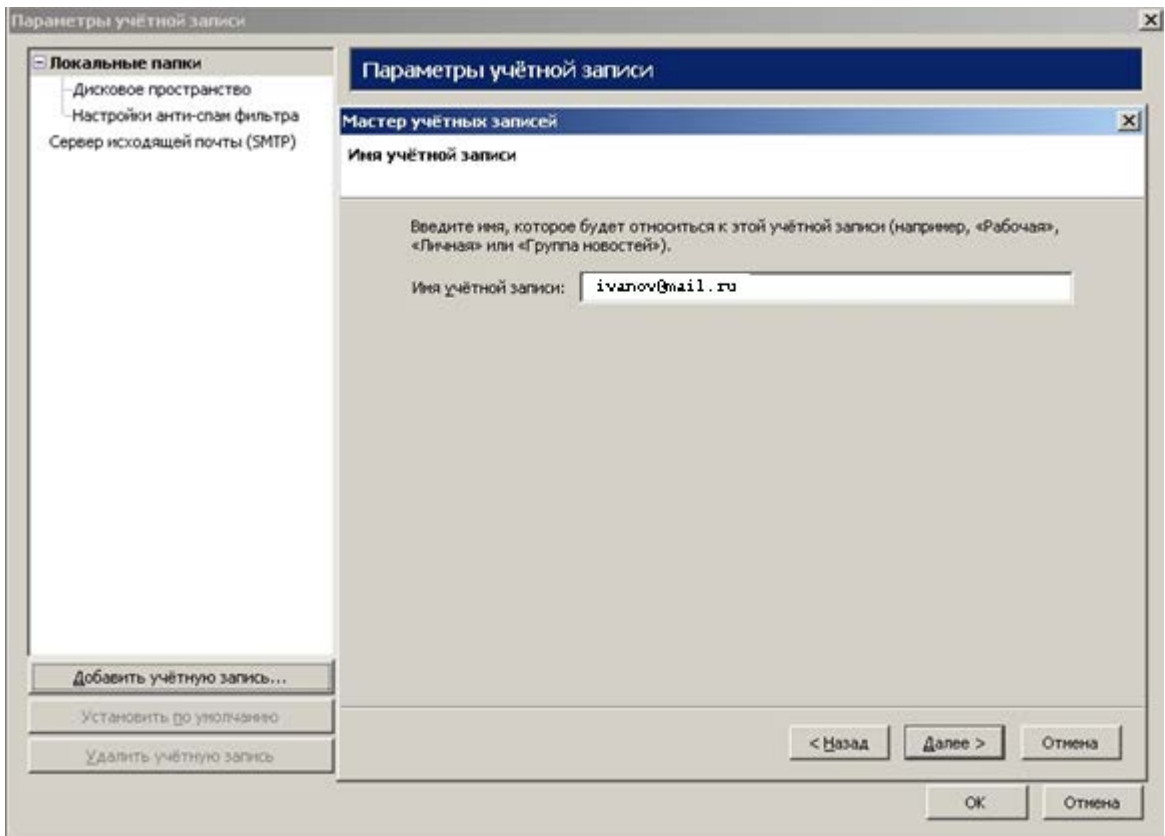 Параметры учётной записи
Локальные папки
Дисковое пространство
Настройки анти-спам фильтра
Сервер исходящей почты (SMTP)
Добавить учётную запись...
Установить по умолчанию
Удалить учётную запись
Параметры учётной записи
Мастер учётных записей
Имя учётной записи
Введите имя, которое будет относиться к этой учётной записи (например, «Рабочая»,
«Личная» или «Группа новостей»).
Имя учётной записи: ivanov@mail.ru
< Назад Далее > Отмена
OK Отмена